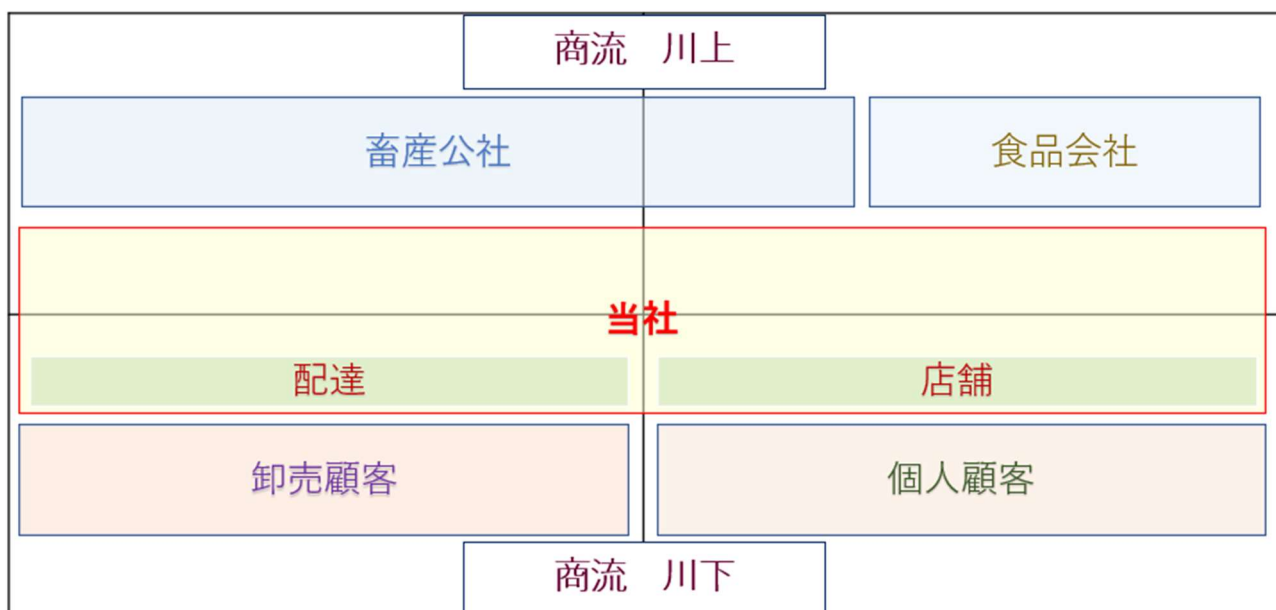 商流　川上
畜産公社
食品会社
当社
配達
店舗
卸売顧客
個人顧客
商流　川下